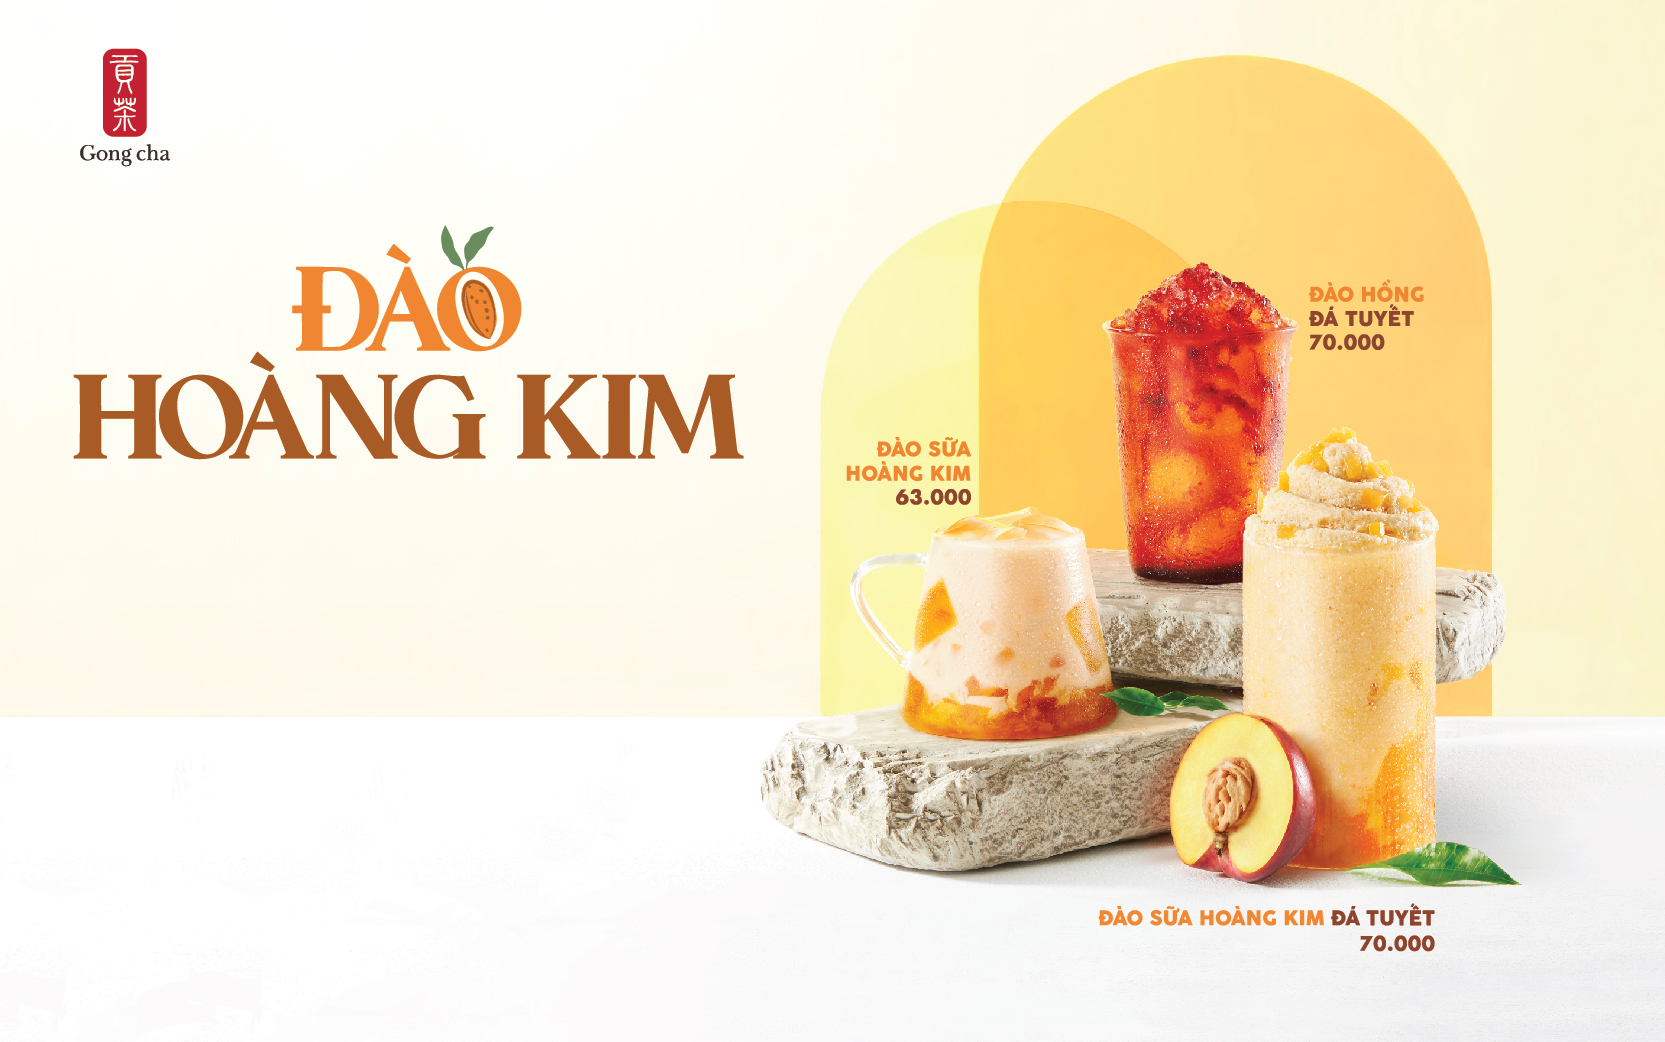 貢茶
Gong cha
ĐÀO
HOÀNG KIM
ĐÀO HỒNG
ĐÁ TUYẾT
70.000
ĐÀO SỮA
HOÀNG KIM
63.000
ĐÀO SỮA HOÀNG KIM ĐÁ TUYẾT
70.000